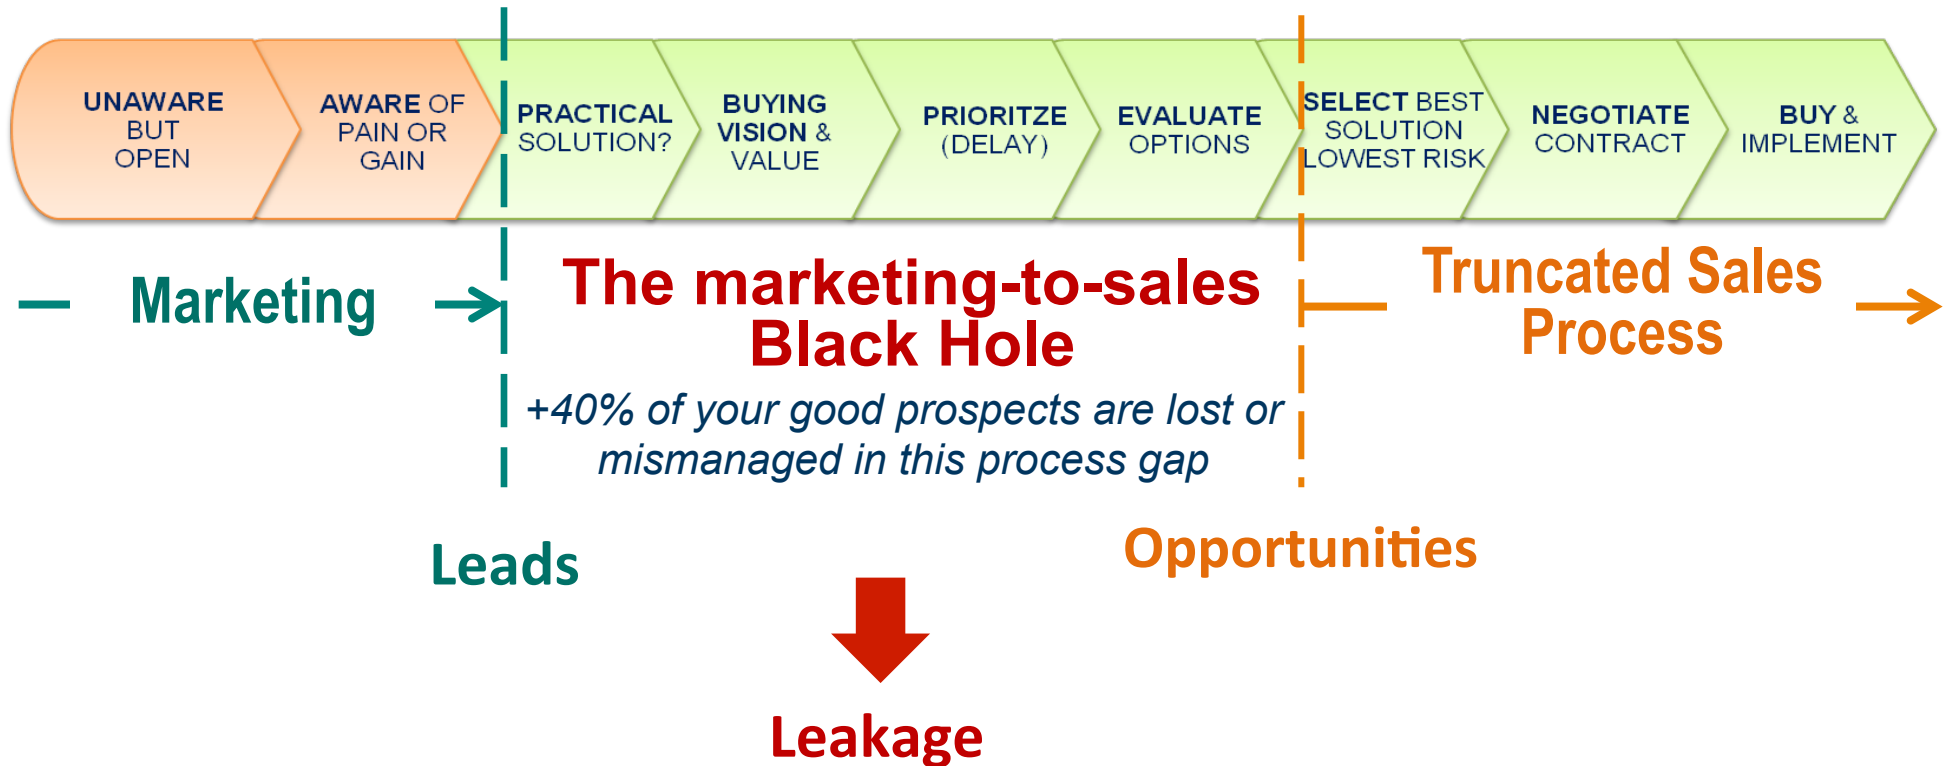 UNAWARE
BUT
OPEN
AWARE OF
PAIN OR
GAIN
PRACTICAL
SOLUTION?
BUYING
VISION &
VALUE
PRIORITZE
(DELAY)
EVALUATE
OPTIONS
SELECT BEST
SOLUTION
LOWEST RISK
NEGOTIATE
CONTRACT
BUY &
IMPLEMENT
Marketing
The marketing-to-sales
Black Hole
+40% of your good prospects are lost or
mismanaged in this process gap
Truncated Sales
Process
Leads
Opportunities
Leakage